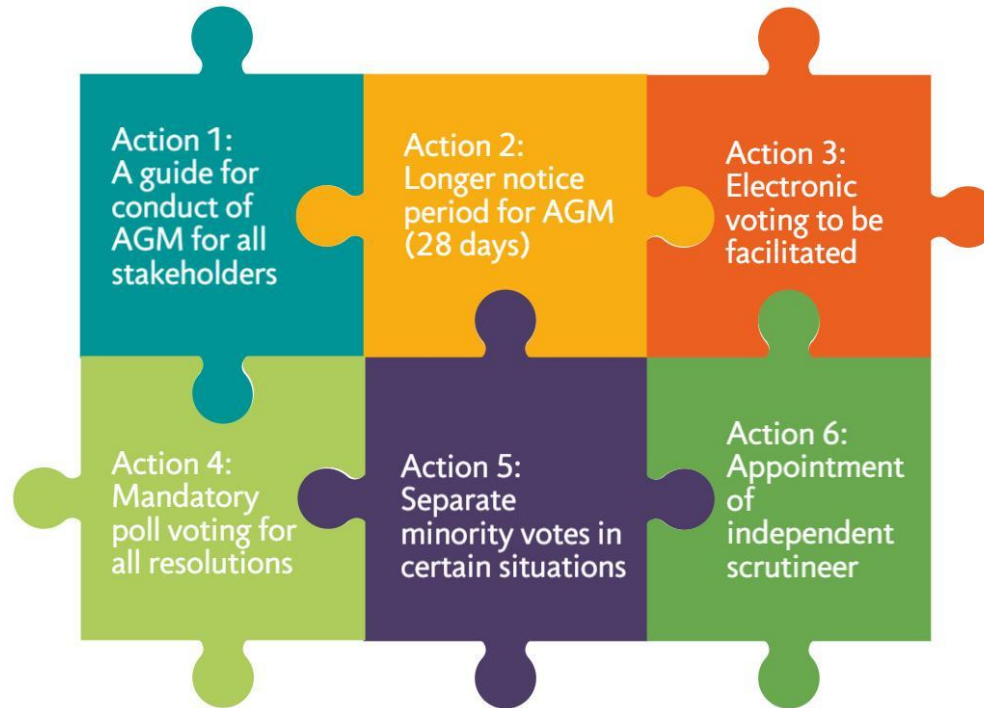 Action 1:
A guide for
conduct of
AGM for all
stakeholders
Action 2:
Longer notice
period for AGM
(28 days)
Action 3:
Electronic
voting to be
facilitated
Action 4:
Mandatory
poll voting for
all resolutions
Action 5:
Separate
minority votes in
certain situations
Action 6:
Appointment
of
independent
scrutineer